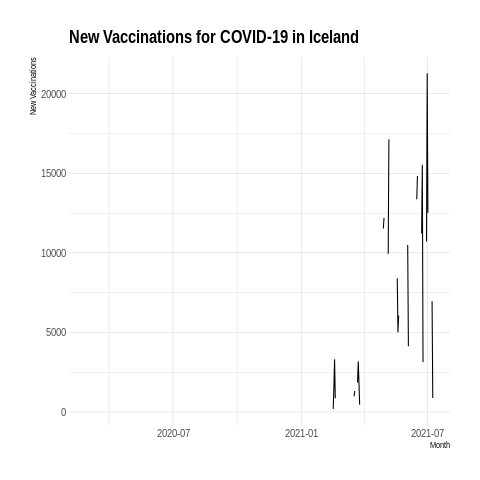 New Vaccinations for COVID-19 in Iceland
New Vaccinations
20000
15000
10000
5000
0
2020-07
2021-01
2021-07
Month